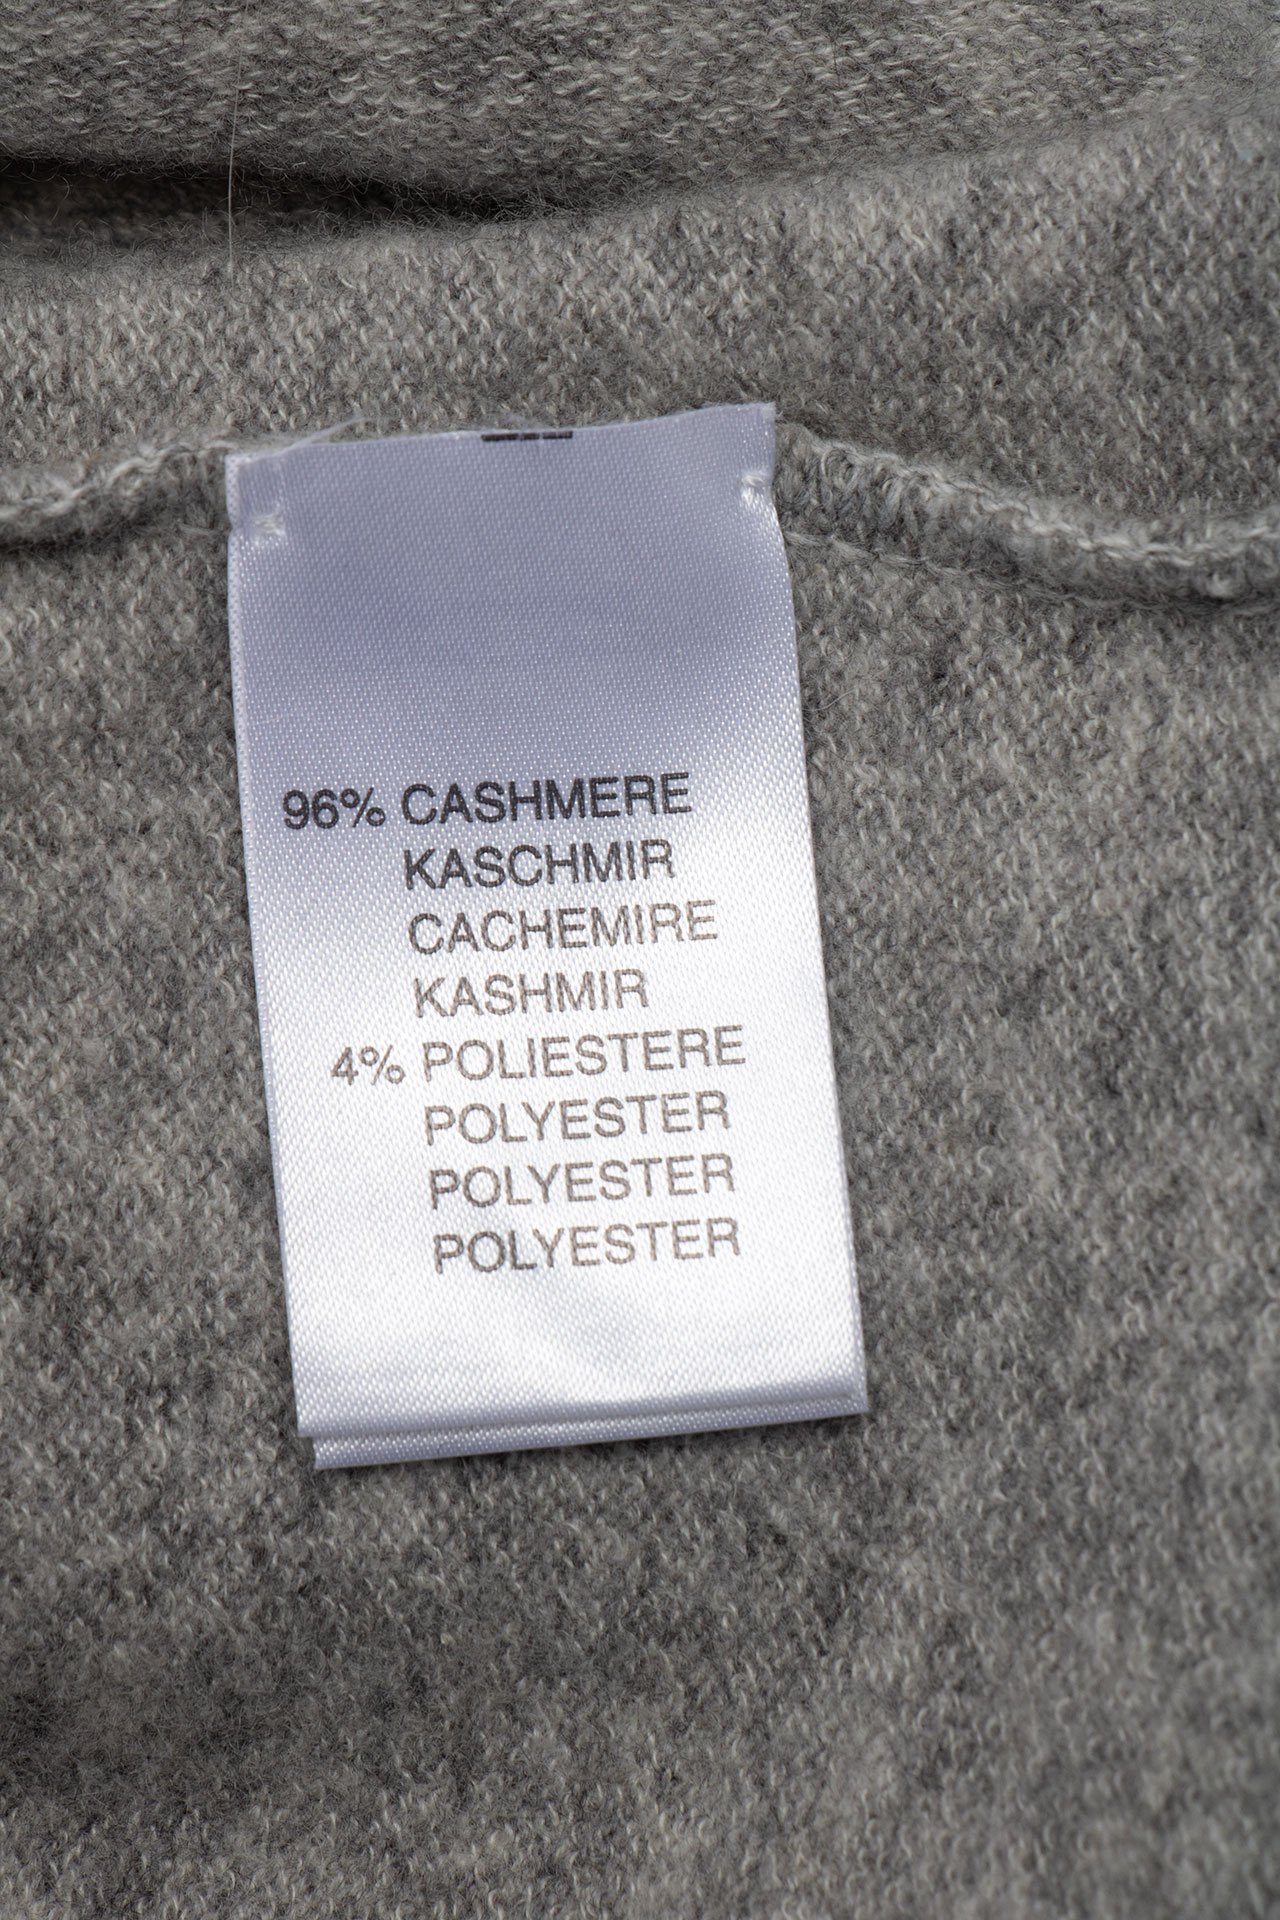 96% CASHMERE
KASCHMIR
CACHEMIRE
KASHMIR
4% POLIESTERE
POLYESTER
POLYESTER
POLYESTER